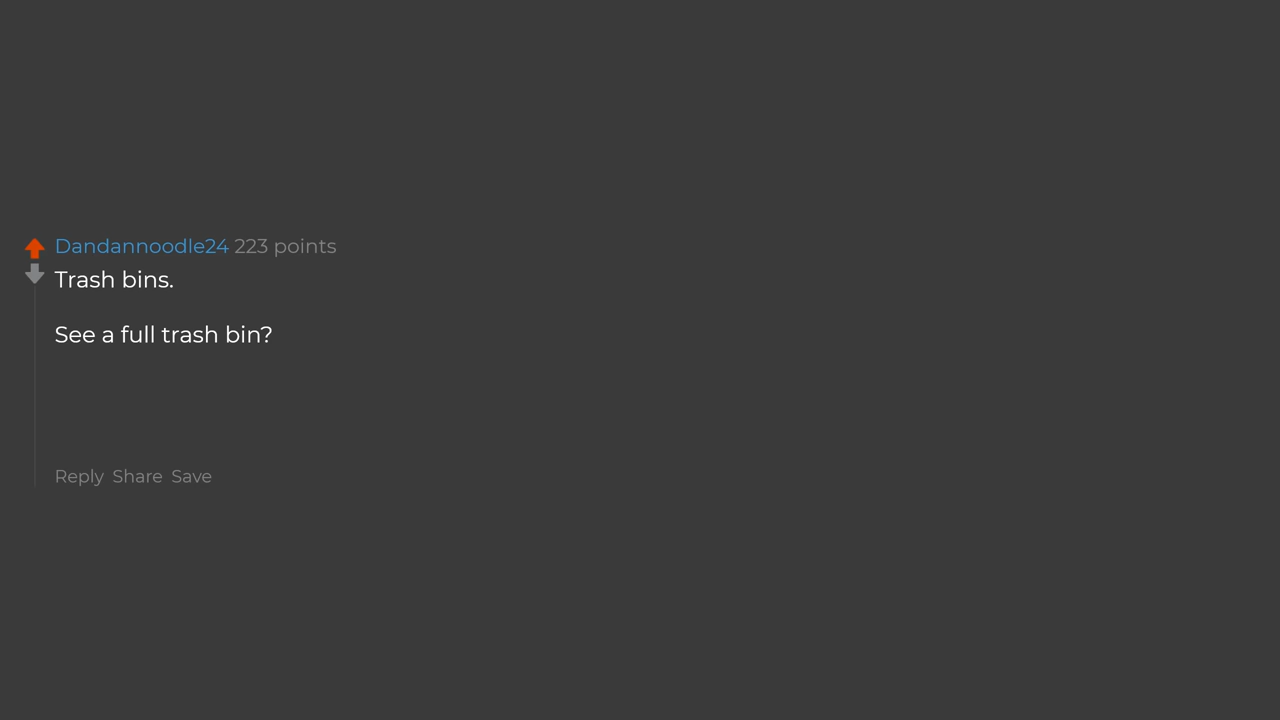 Dandannoodle24 223 points
Trash bins.
See a full trash bin?
Reply Share Save